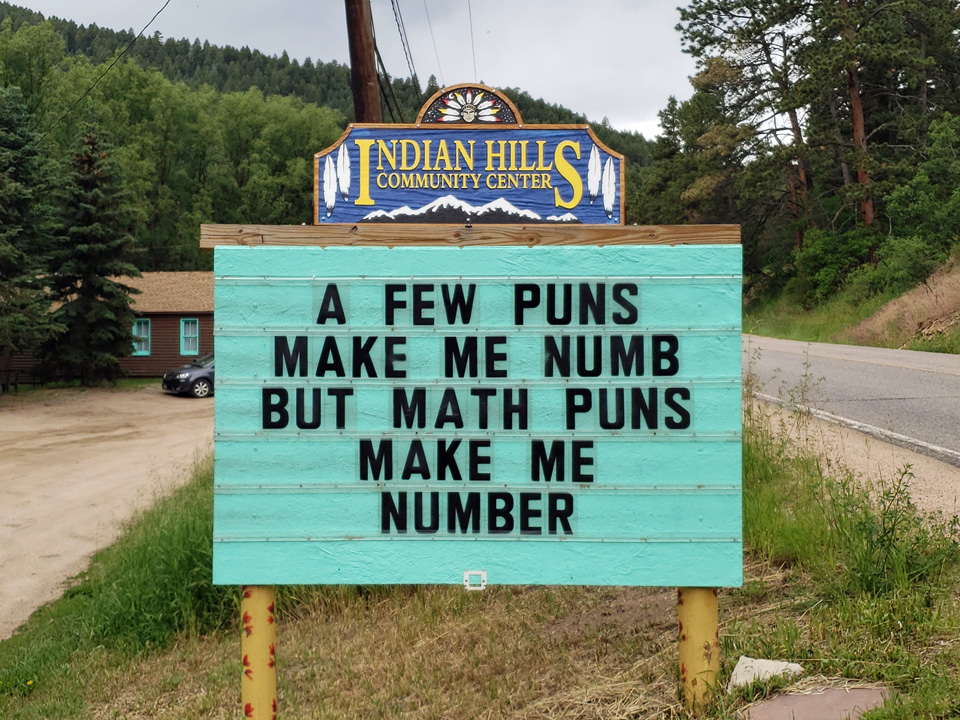 INDIAN HILLS
COMMUNITY CENTER
A FEW PUNS
MAKE ME NUMB
BUT MATH PUNS
MAKE ME
NUMBER